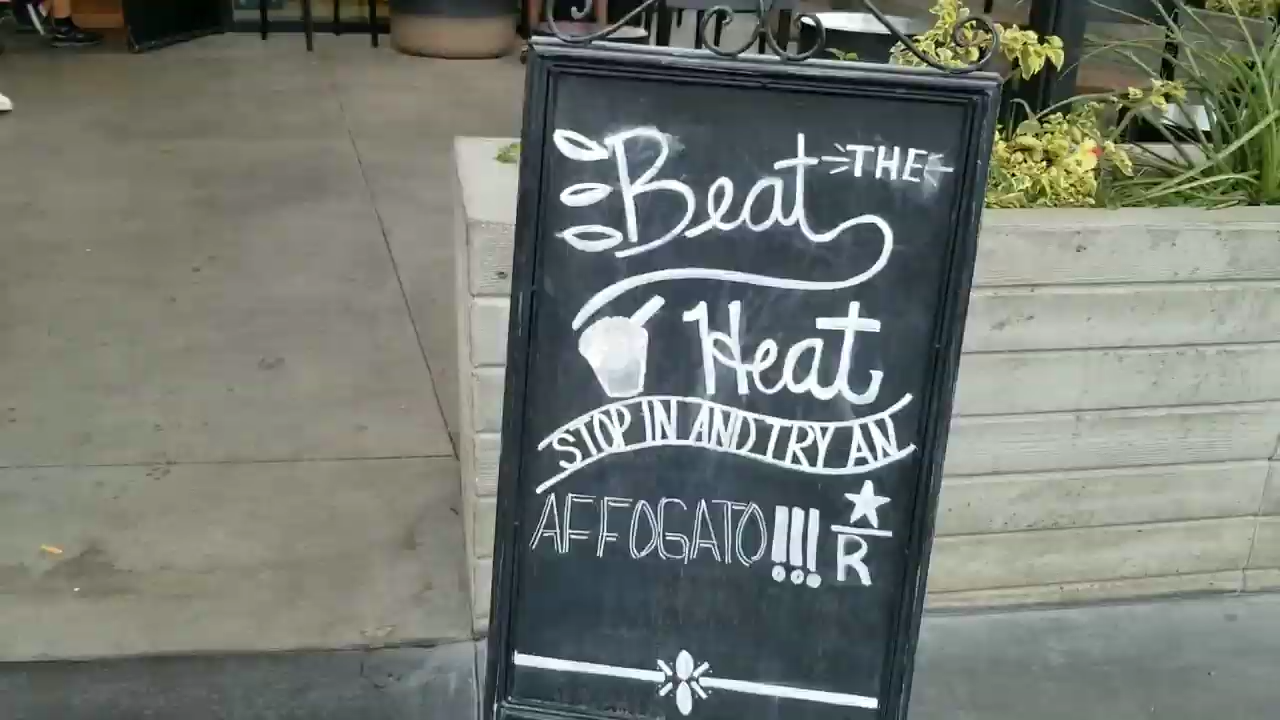 Beat THE
Heat
STOP IN AND TRY AN
AFFOGATO!!!
R